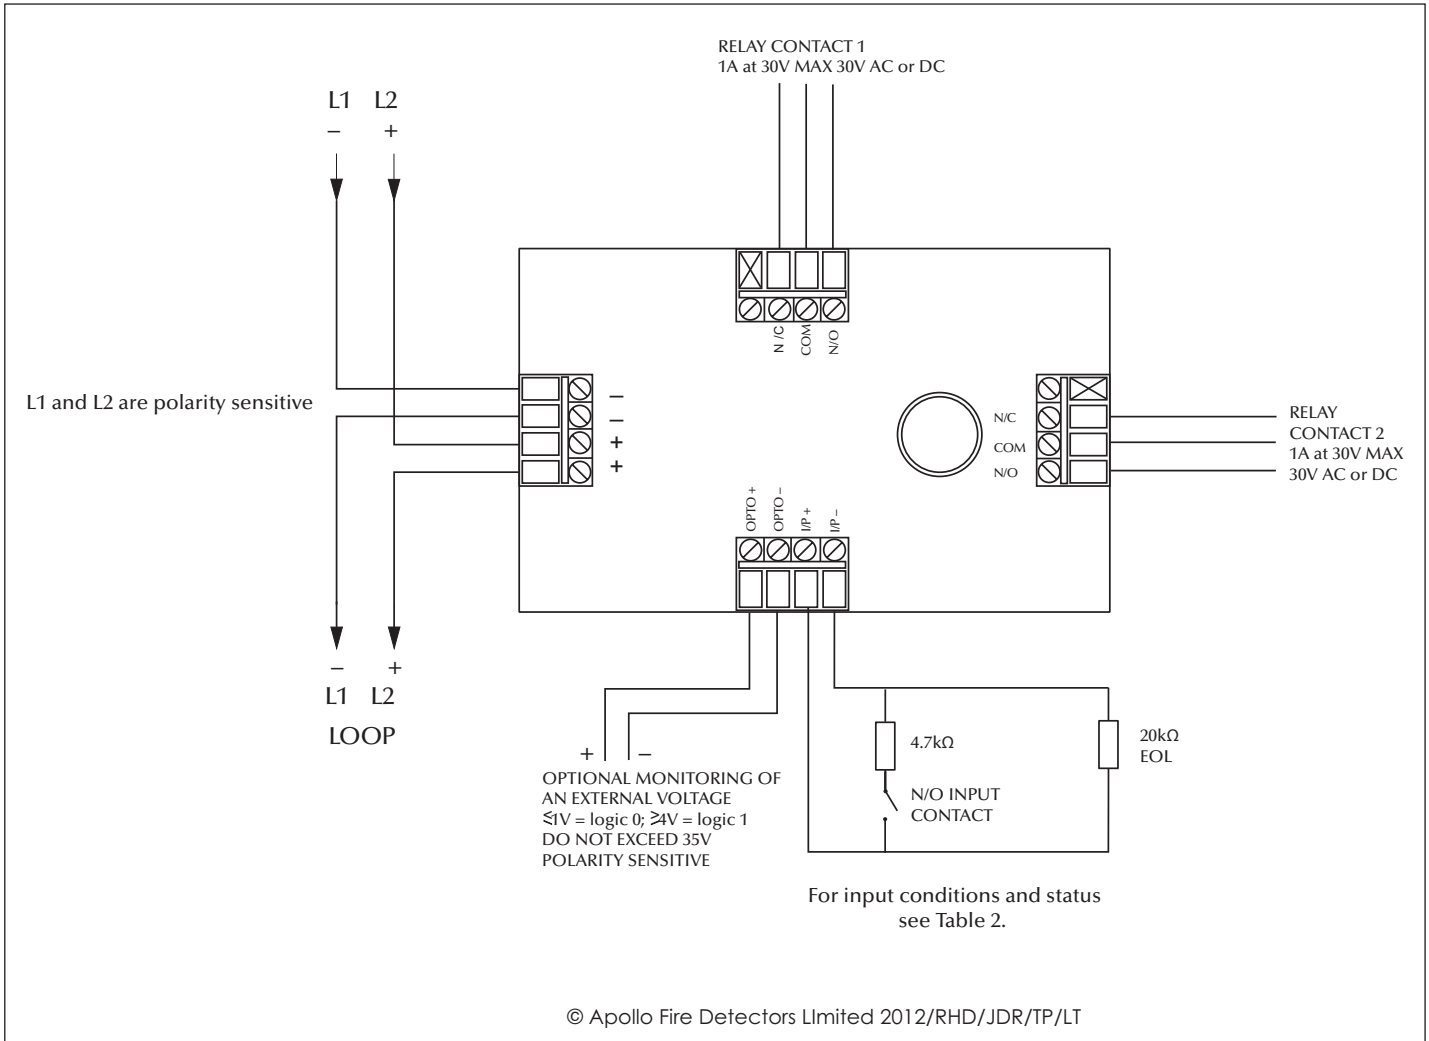 RELAY CONTACT 1
1A at 30V MAX 30V AC or DC
L1 L2
– +
N/C
COM
N/O
L1 and L2 are polarity sensitive
–
–
+
+
N/C
COM
N/O
RELAY
CONTACT 2
1A at 30V MAX
30V AC or DC
OPTO +
OPTO –
I/P +
I/P –
– +
L1 L2
LOOP
+ –
OPTIONAL MONITORING OF
AN EXTERNAL VOLTAGE
≤1V = logic 0; ≥4V = logic 1
DO NOT EXCEED 35V
POLARITY SENSITIVE
4.7kΩ
N/O INPUT
CONTACT
20kΩ
EOL
For input conditions and status
see Table 2.
© Apollo Fire Detectors LImited 2012/RHD/JDR/TP/LT